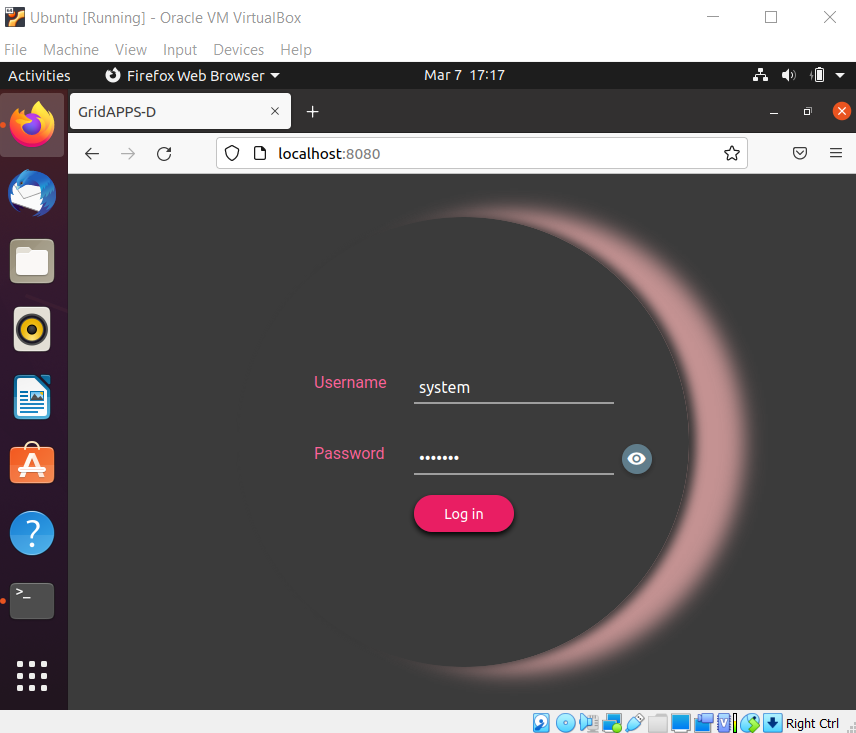 Ubuntu [Running] - Oracle VM VirtualBox
File Machine View Input Devices Help
Activities Firefox Web Browser Mar 7 17:17
GridAPPS-D
localhost:8080
Username system
Password •••••••
Log in
>_
Right Ctrl